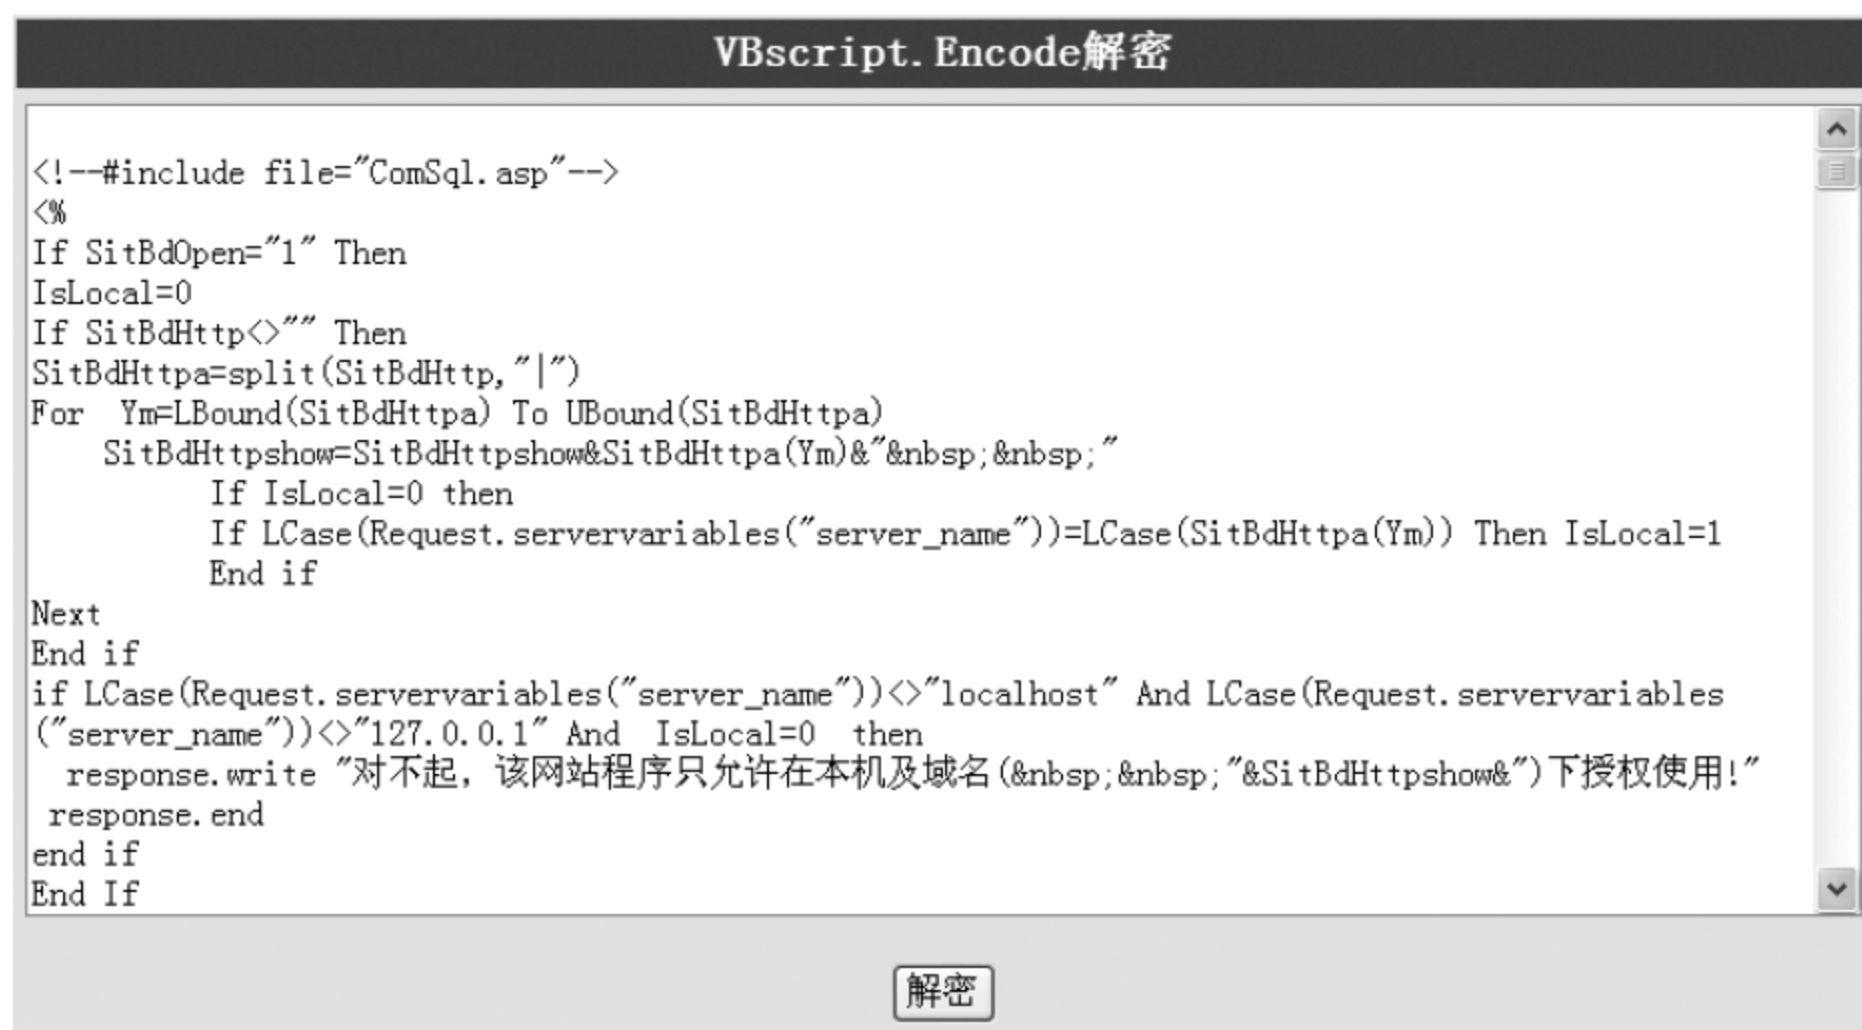 VBscript.Encode解密
<!--#include file="ComSql.asp"-->
<%
If SitBdOpen="1" Then
IsLocal=0
If SitBdHttp<>"" Then
SitBdHttpa=split(SitBdHttp,"|")
For  Ym=LBound(SitBdHttpa) To UBound(SitBdHttpa)
    SitBdHttpshow=SitBdHttpshow&SitBdHttpa(Ym)&"&nbsp;&nbsp;"
          If IsLocal=0 then
          If LCase(Request.servervariables("server_name"))=LCase(SitBdHttpa(Ym)) Then IsLocal=1
          End if
Next
End if
if LCase(Request.servervariables("server_name"))<>"localhost" And LCase(Request.servervariables
("server_name"))<>"127.0.0.1" And  IsLocal=0  then
  response.write "对不起，该网站程序只允许在本机及域名(&nbsp;&nbsp;"&SitBdHttpshow&")下授权使用!"
 response.end
end if
End If
解密